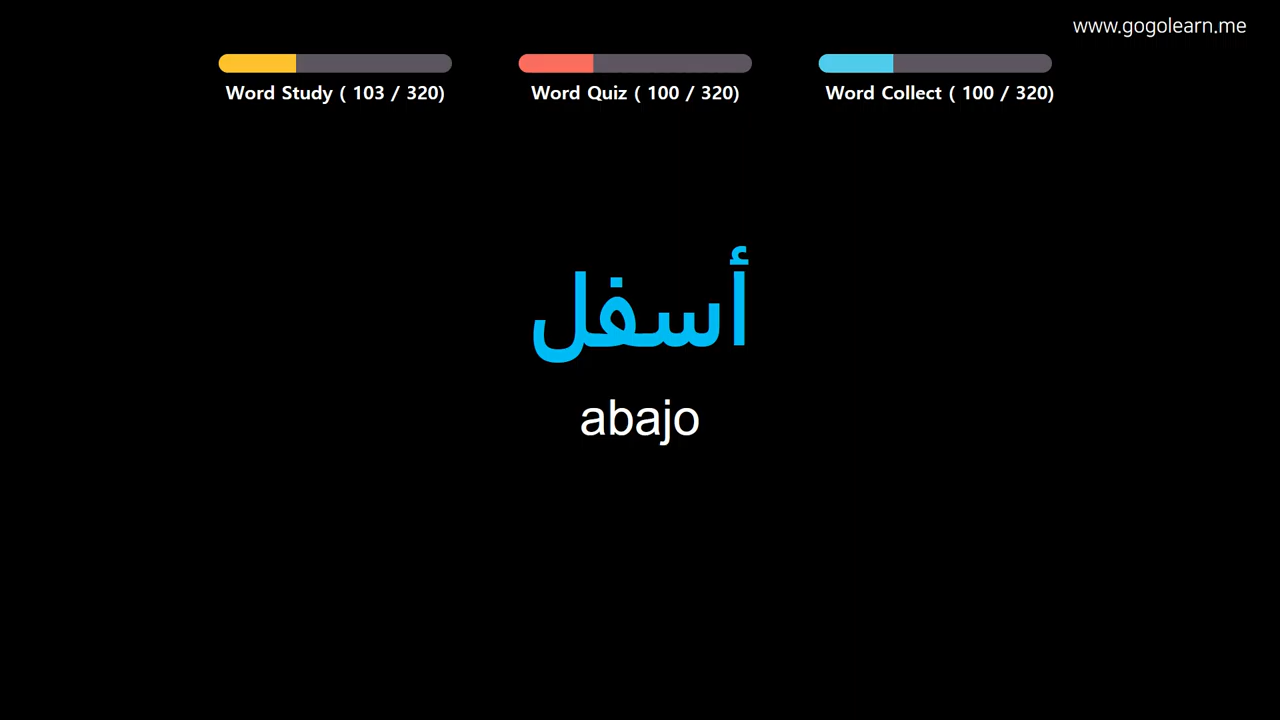 www.gogolearn.me
Word Study ( 103 / 320)
Word Quiz ( 100 / 320)
Word Collect ( 100 / 320)
أسفل
abajo